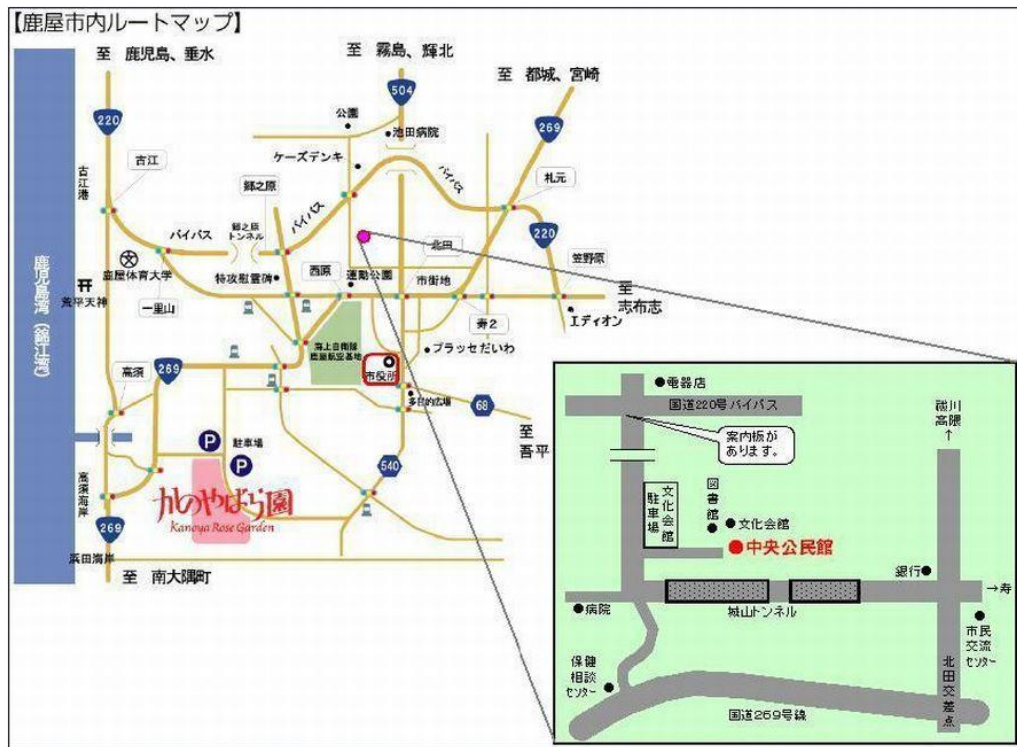 【鹿屋市内ルートマップ】
至 鹿児島、垂水
至 霧島、輝北
至 都城、宮崎
504
220
269
公園
池田病院
ケーズデンキ
古江
郷之原
バイパス
札元
古江港
バイパス
郷之原
トンネル
バイパス
北田
220
笠野原
鹿児島湾（錦江湾）
鹿屋体育大学
特攻慰霊碑
西原
運動公園
市街地
至
志布志
荒平天神
一里山
寿2
エディオン
海上自衛隊
鹿屋航空基地
プラッセだいわ
市役所
269
高須
多目的広場
68
至
吾平
P
駐車場
P
540
高須海岸
かのやばら園
Kanoya Rose Garden
269
浜田海岸
至 南大隅町
電器店
国道220号バイパス
祓川
高隈
↑
案内板が
あります。
文化会館
駐車場
図書館
文化会館
中央公民館
銀行
→寿
病院
城山トンネル
市民
交流
センター
保健
相談
センター
北田交差点
国道269号線